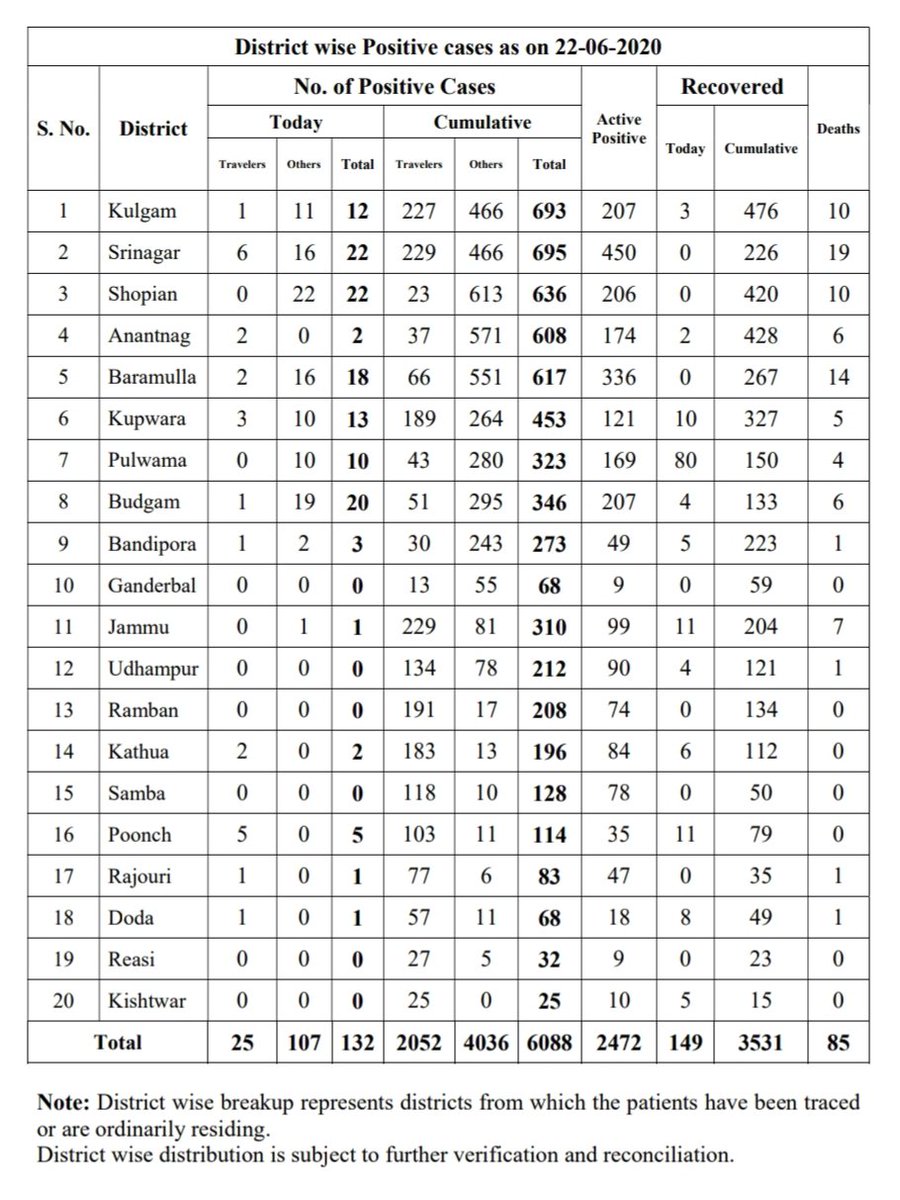 District wise Positive cases as on 22-06-2020
S. No. District No. of Positive Cases Active Positive Recovered Deaths
Today Cumulative Today Cumulative
Travelers Others Total Travelers Others Total
1 Kulgam 1 11 12 227 466 693 207 3 476 10
2 Srinagar 6 16 22 229 466 695 450 0 226 19
3 Shopian 0 22 22 23 613 636 206 0 420 10
4 Anantnag 2 0 2 37 571 608 174 2 428 6
5 Baramulla 2 16 18 66 551 617 336 0 267 14
6 Kupwara 3 10 13 189 264 453 121 10 327 5
7 Pulwama 0 10 10 43 280 323 169 80 150 4
8 Budgam 1 19 20 51 295 346 207 4 133 6
9 Bandipora 1 2 3 30 243 273 49 5 223 1
10 Ganderbal 0 0 0 13 55 68 9 0 59 0
11 Jammu 0 1 1 229 81 310 99 11 204 7
12 Udhampur 0 0 0 134 78 212 90 4 121 1
13 Ramban 0 0 0 191 17 208 74 0 134 0
14 Kathua 2 0 2 183 13 196 84 6 112 0
15 Samba 0 0 0 118 10 128 78 0 50 0
16 Poonch 5 0 5 103 11 114 35 11 79 0
17 Rajouri 1 0 1 77 6 83 47 0 35 1
18 Doda 1 0 1 57 11 68 18 8 49 1
19 Reasi 0 0 0 27 5 32 9 0 23 0
20 Kishtwar 0 0 0 25 0 25 10 5 15 0
Total 25 107 132 2052 4036 6088 2472 149 3531 85
Note: District wise breakup represents districts from which the patients have been traced
or are ordinarily residing.
District wise distribution is subject to further verification and reconciliation.